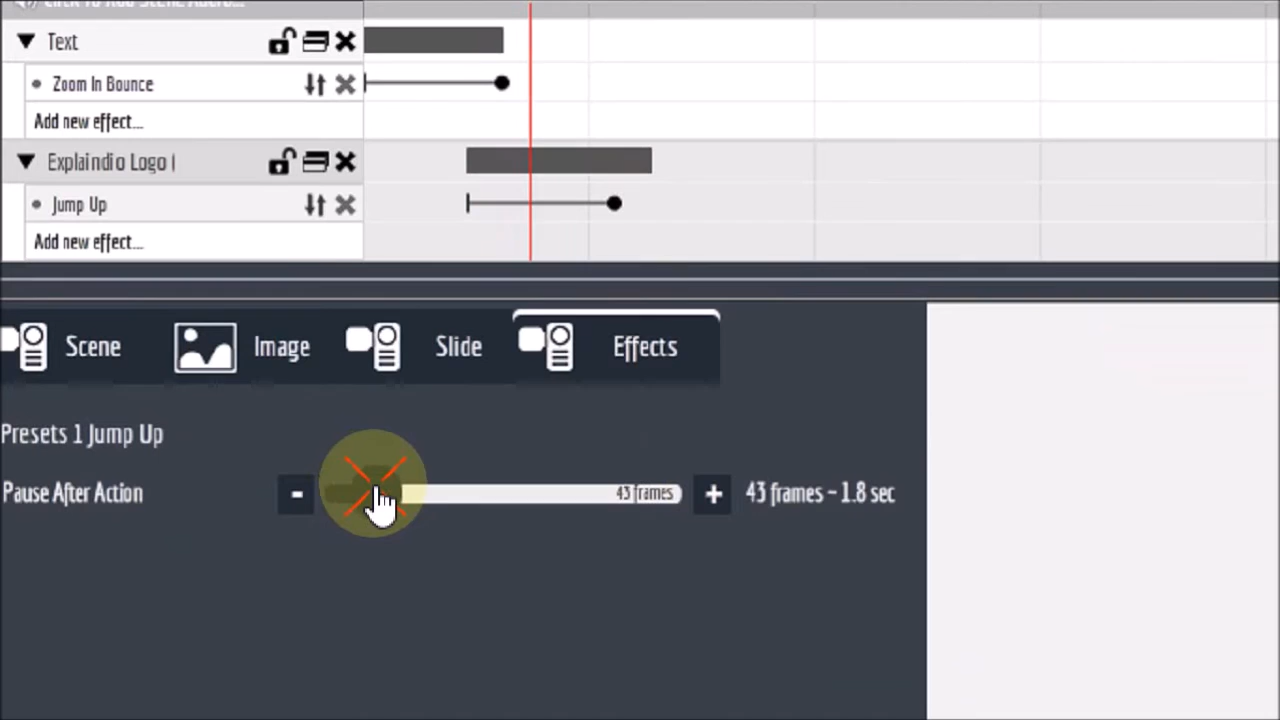 Text
Zoom In Bounce
Add new effect...
Explaindio Logo (
Jump Up
Add new effect...
Scene Image Slide Effects
Presets 1 Jump Up
Pause After Action - 43 frames + 43 frames ~ 1.8 sec